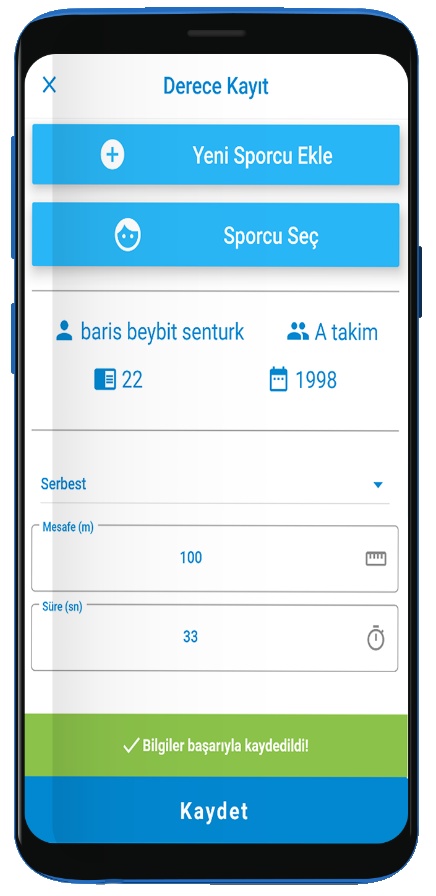 Derece Kayıt
Yeni Sporcu Ekle
Sporcu Seç
baris beybit senturk
A takim
22
1998
Serbest
Mesafe (m)
100
Süre (sn)
33
Bilgiler başarıyla kaydedildi!
Kaydet